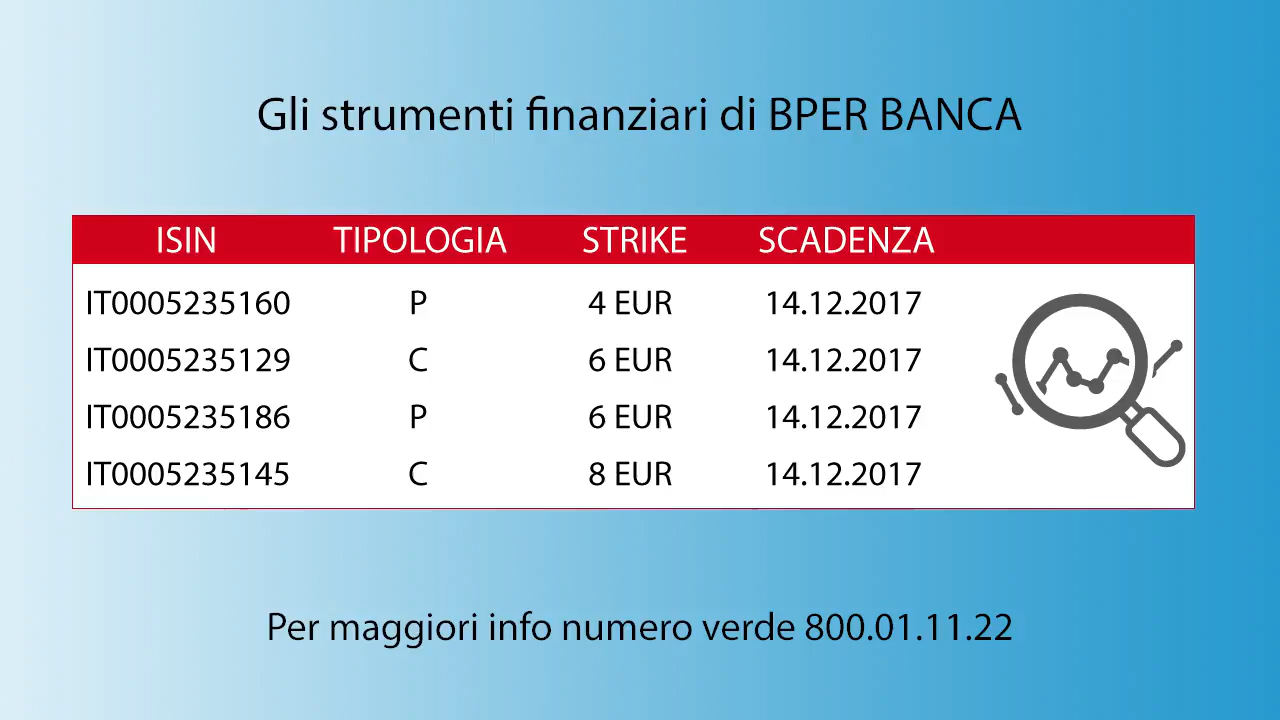 Gli strumenti finanziari di BPER BANCA
ISIN TIPOLOGIA STRIKE SCADENZA
IT0005235160 P 4 EUR 14.12.2017
IT0005235129 C 6 EUR 14.12.2017
IT0005235186 P 6 EUR 14.12.2017
IT0005235145 C 8 EUR 14.12.2017
Per maggiori info numero verde 800.01.11.22